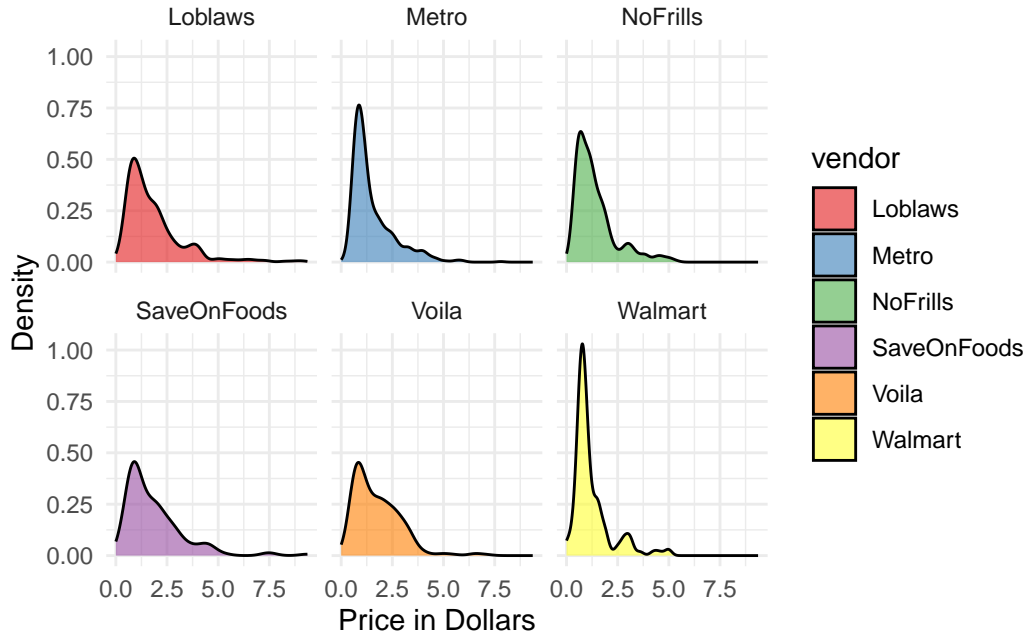 Loblaws Metro NoFrills
1.00
0.75
0.50
0.25
0.00
SaveOnFoods Voila Walmart
1.00
0.75
0.50
0.25
0.00
0.0 2.5 5.0 7.5 0.0 2.5 5.0 7.5 0.0 2.5 5.0 7.5
Price in Dollars
Density
vendor
Loblaws
Metro
NoFrills
SaveOnFoods
Voila
Walmart